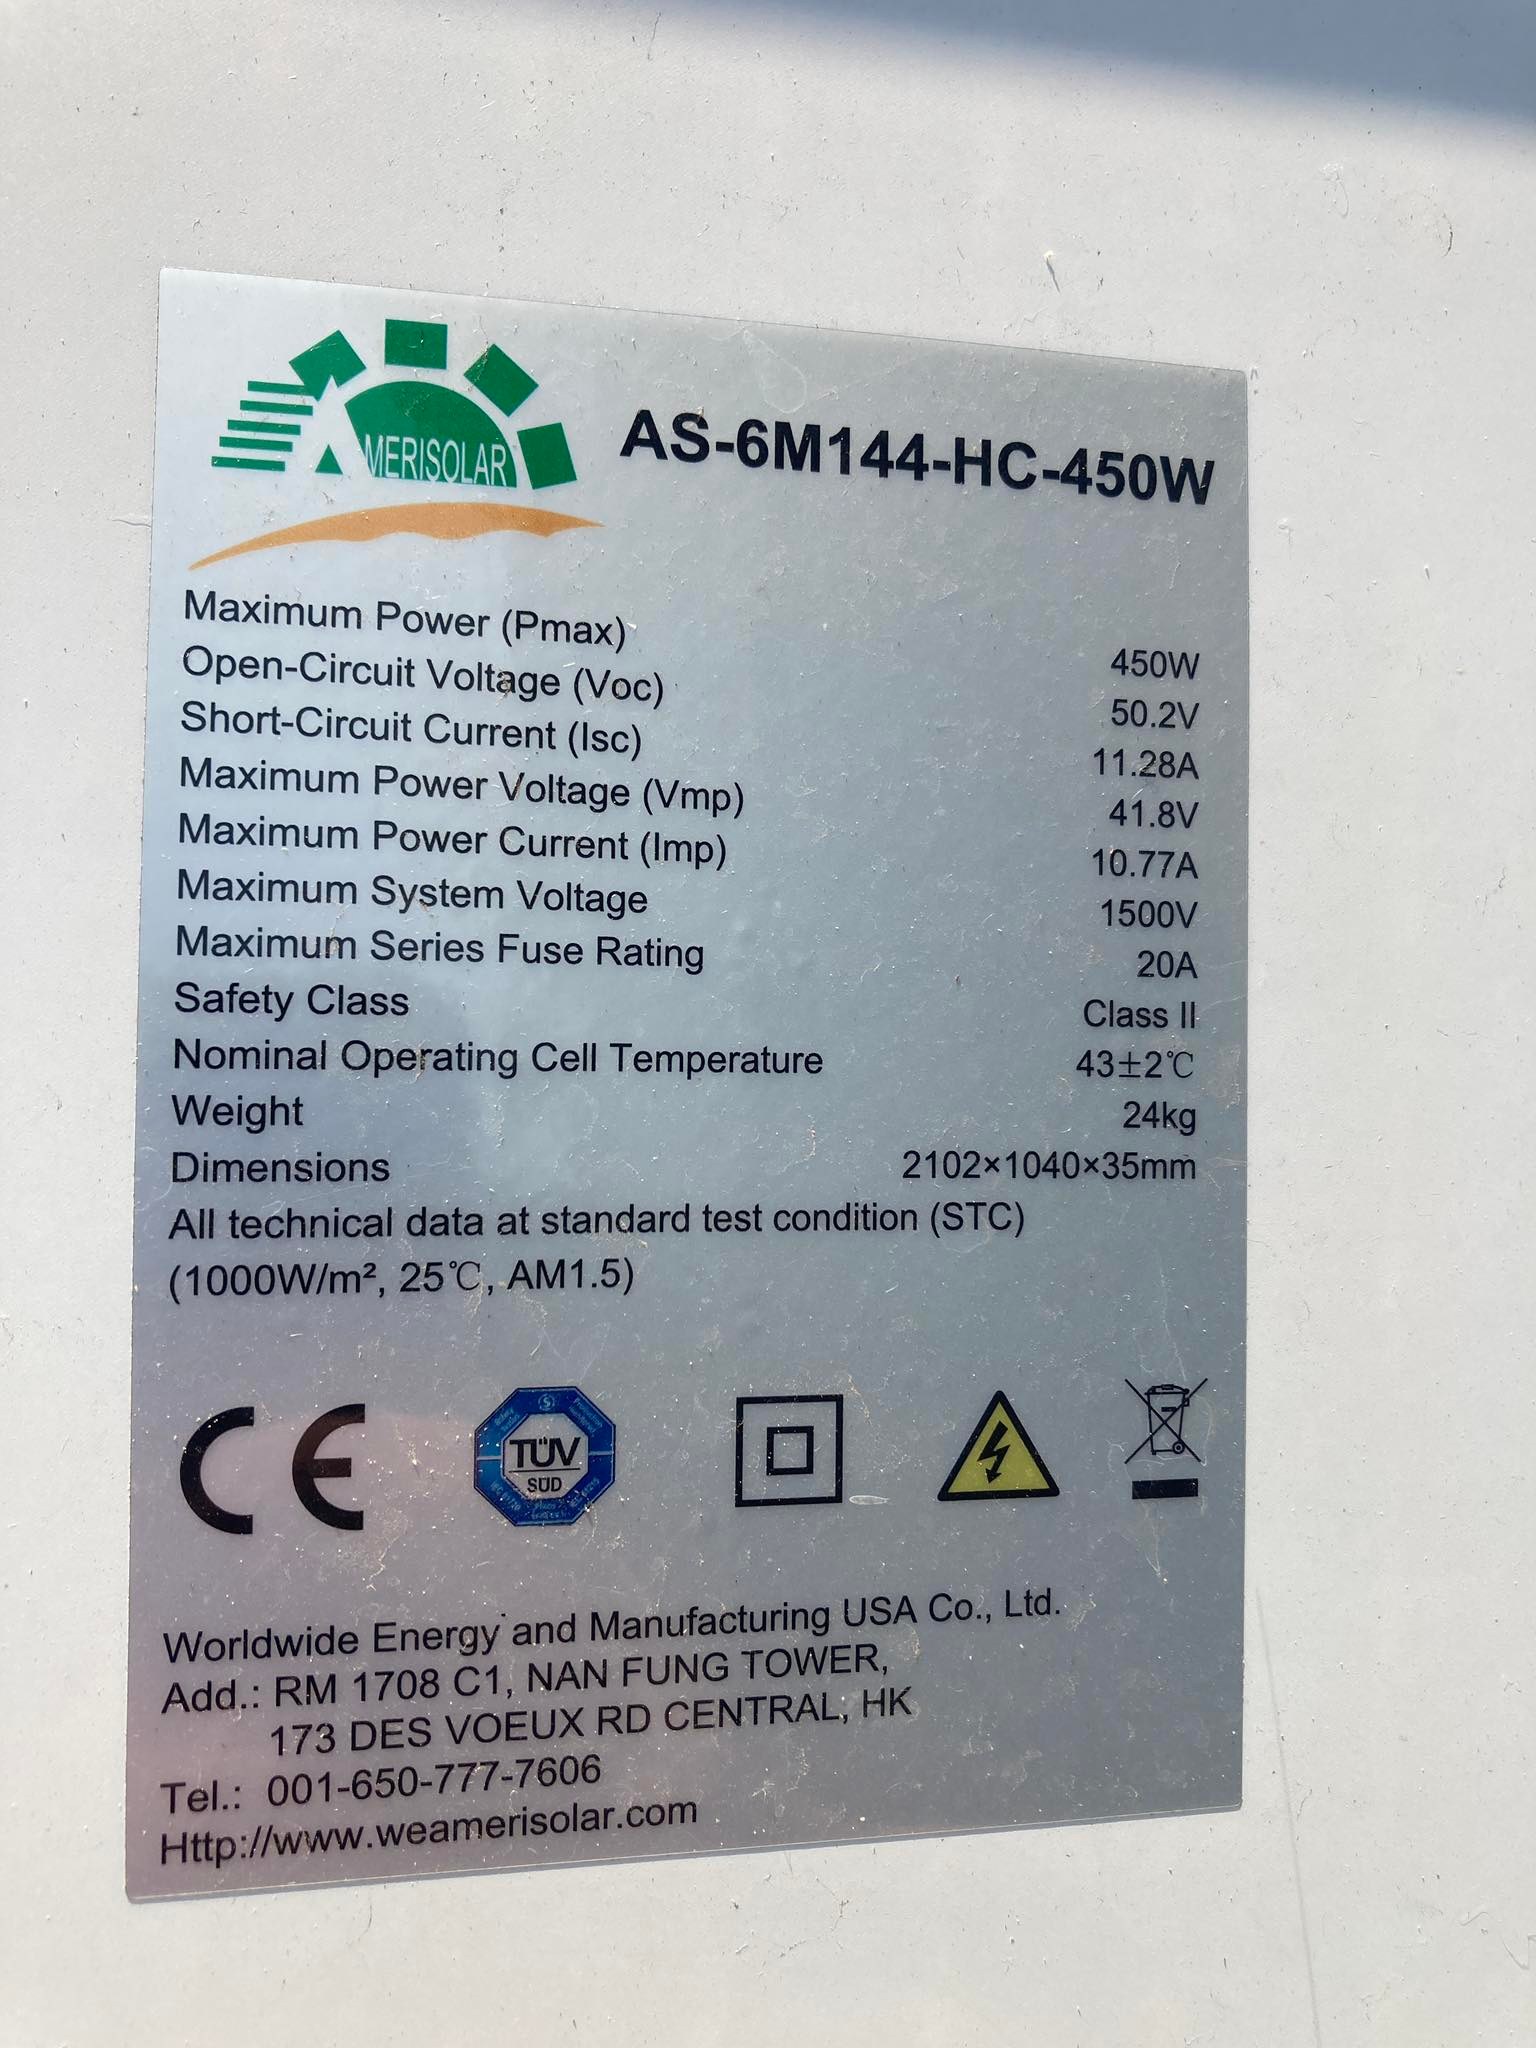 MERISOLAR
AS-6M144-HC-450W
Maximum Power (Pmax) 450W
Open-Circuit Voltage (Voc) 50.2V
Short-Circuit Current (Isc) 11.28A
Maximum Power Voltage (Vmp) 41.8V
Maximum Power Current (Imp) 10.77A
Maximum System Voltage 1500V
Maximum Series Fuse Rating 20A
Safety Class Class II
Nominal Operating Cell Temperature 43±2℃
Weight 24kg
Dimensions 2102×1040×35mm
All technical data at standard test condition (STC)
(1000W/m², 25℃, AM1.5)
CE
TÜV
SÜD
Worldwide Energy and Manufacturing USA Co., Ltd.
Add.: RM 1708 C1, NAN FUNG TOWER,
173 DES VOEUX RD CENTRAL, HK
Tel.: 001-650-777-7606
Http://www.weamerisolar.com